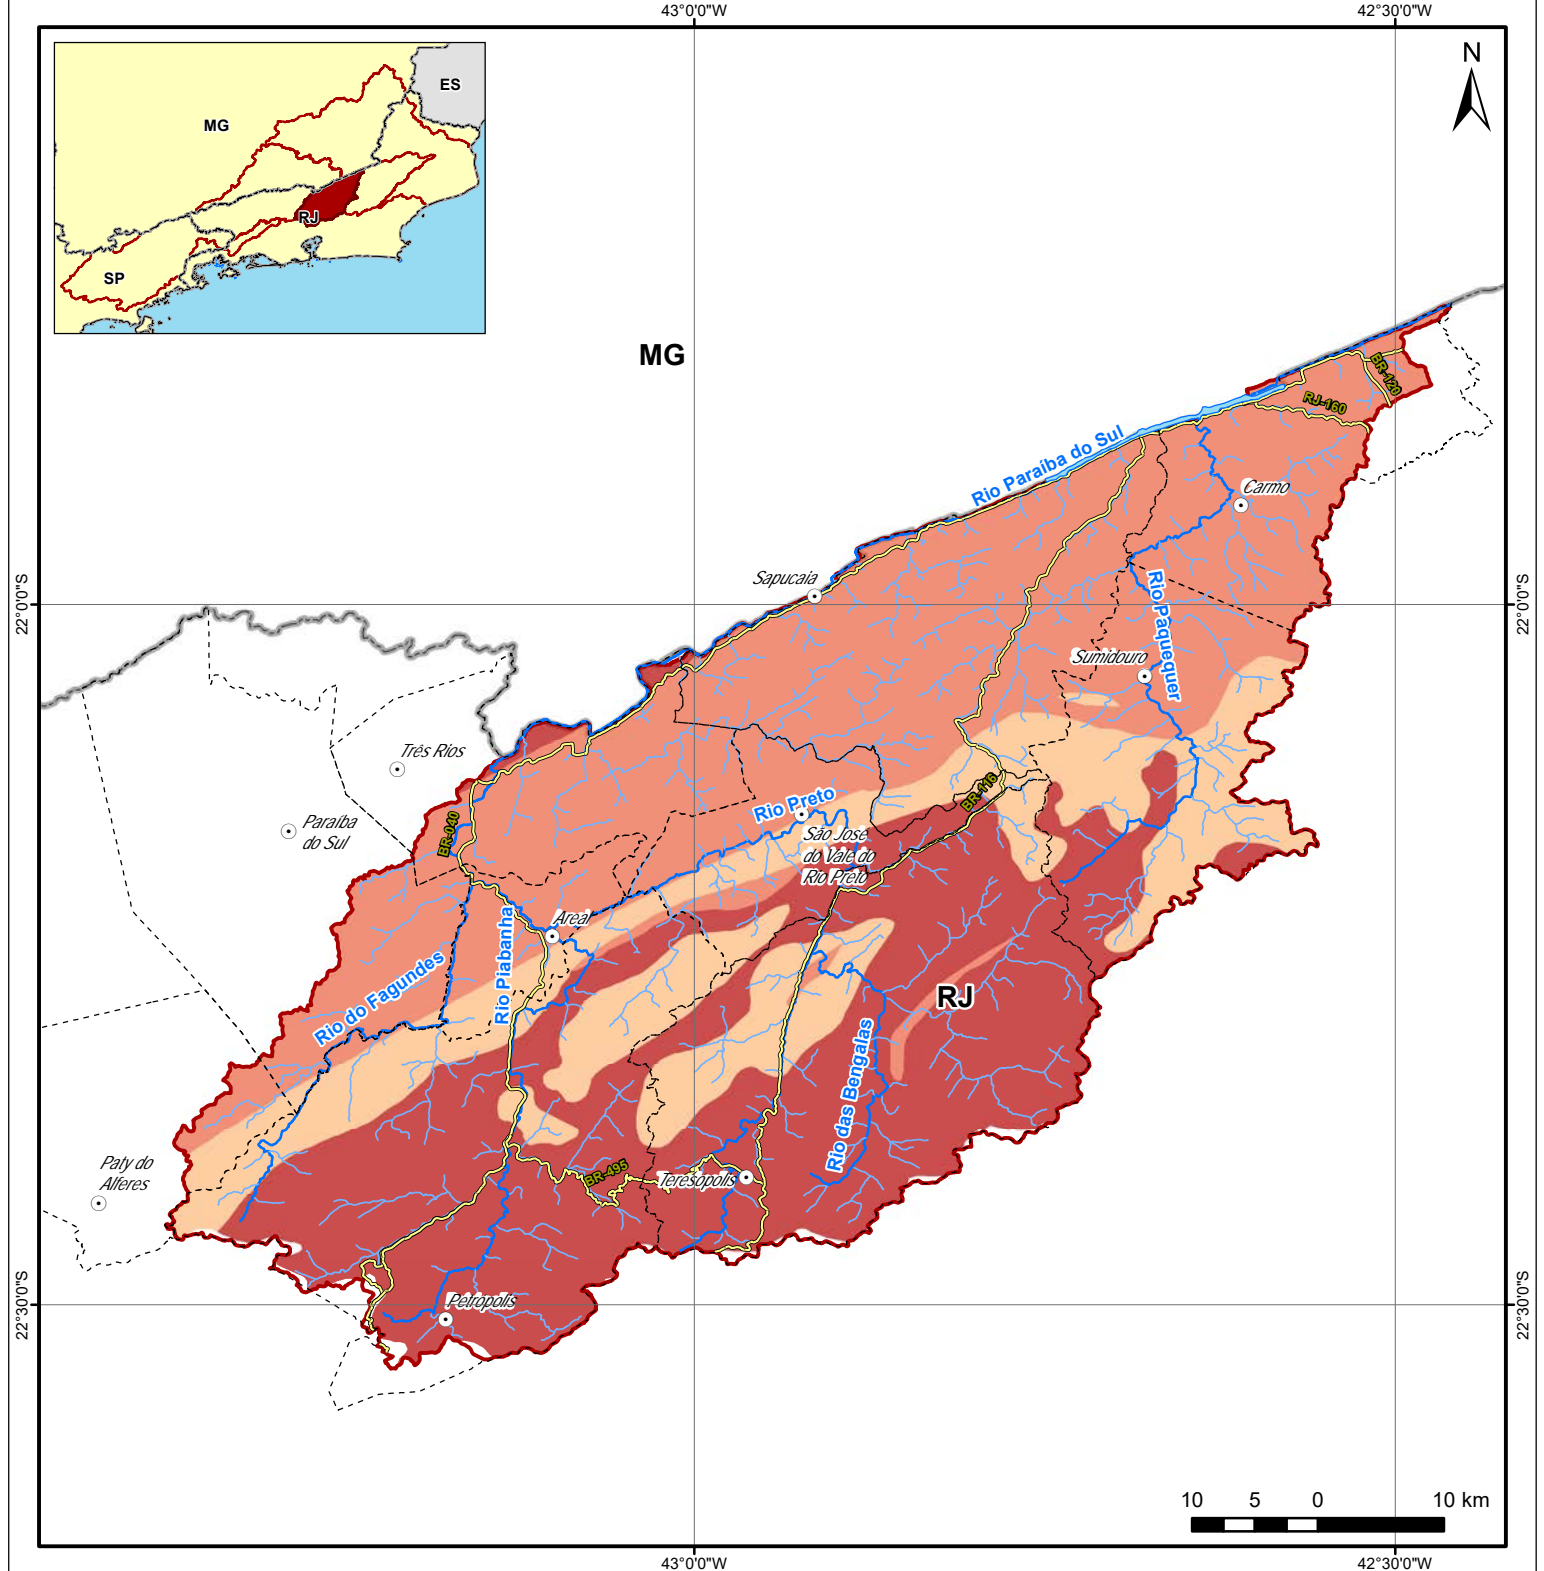 43°0'0"W
42°30'0"W
N
ES
MG
RJ
SP
MG
BR-120
RJ-160
Rio Paraíba do Sul
Carmo
Sapucaia
22°0'0"S
22°0'0"S
Rio Paquequer
Sumidouro
Três Rios
BR-116
Rio Preto
Paraíba
do Sul
BR-040
São José
do Vale do
Rio Preto
Areal
Rio Piabanha
Rio do Fagundes
RJ
Rio das Bengalas
Paty do
Alferes
BR-495
Teresópolis
22°30'0"S
22°30'0"S
Petrópolis
10 5 0 10 km
43°0'0"W
42°30'0"W